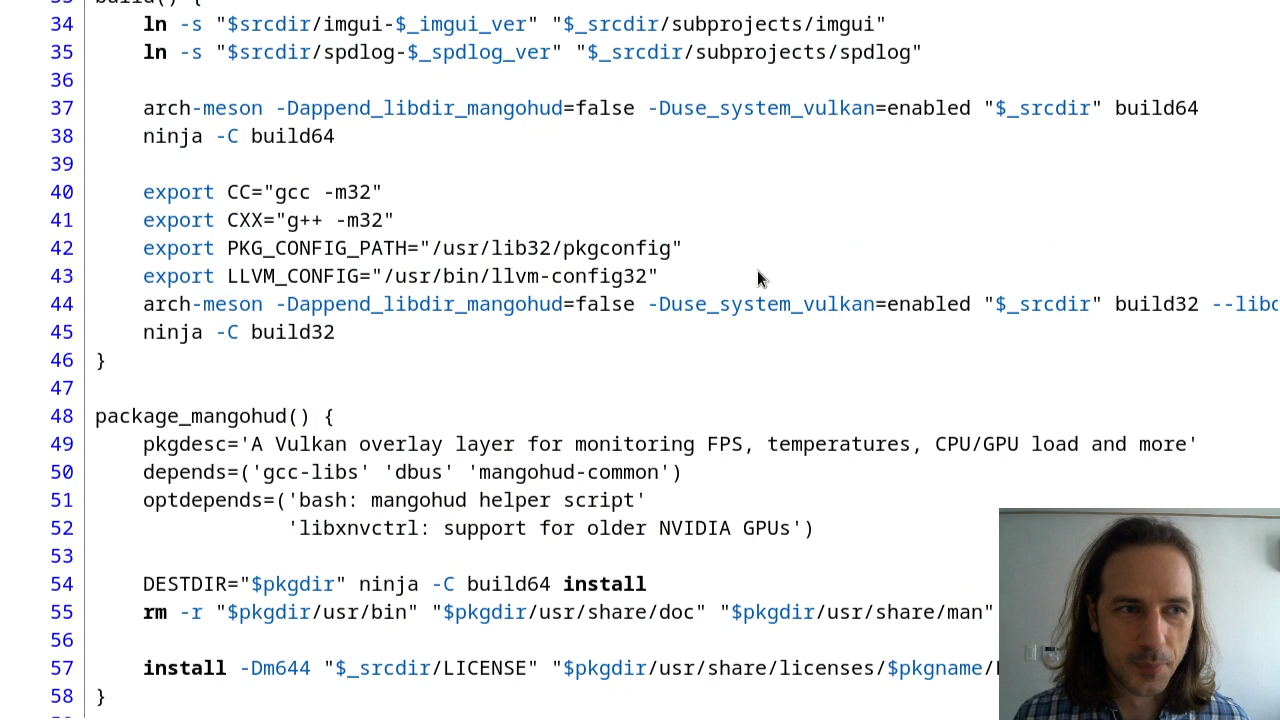 build() {
34 ln -s "$srcdir/imgui-$_imgui_ver" "$_srcdir/subprojects/imgui"
35 ln -s "$srcdir/spdlog-$_spdlog_ver" "$_srcdir/subprojects/spdlog"
36
37 arch-meson -Dappend_libdir_mangohud=false -Duse_system_vulkan=enabled "$_srcdir" build64
38 ninja -C build64
39
40 export CC="gcc -m32"
41 export CXX="g++ -m32"
42 export PKG_CONFIG_PATH="/usr/lib32/pkgconfig"
43 export LLVM_CONFIG="/usr/bin/llvm-config32"
44 arch-meson -Dappend_libdir_mangohud=false -Duse_system_vulkan=enabled "$_srcdir" build32
45 ninja -C build32
46 }
47
48 package_mangohud() {
49 pkgdesc='A Vulkan overlay layer for monitoring FPS, temperatures, CPU/GPU load and more'
50 depends=('gcc-libs' 'dbus' 'mangohud-common')
51 optdepends=('bash: mangohud helper script'
52 'libxnvctrl: support for older NVIDIA GPUs')
53
54 DESTDIR="$pkgdir" ninja -C build64 install
55 rm -r "$pkgdir/usr/bin" "$pkgdir/usr/share/doc" "$pkgdir/usr/share/man"
56
57 install -Dm644 "$_srcdir/LICENSE" "$pkgdir/usr/share/licenses/$pkgname/
58 }